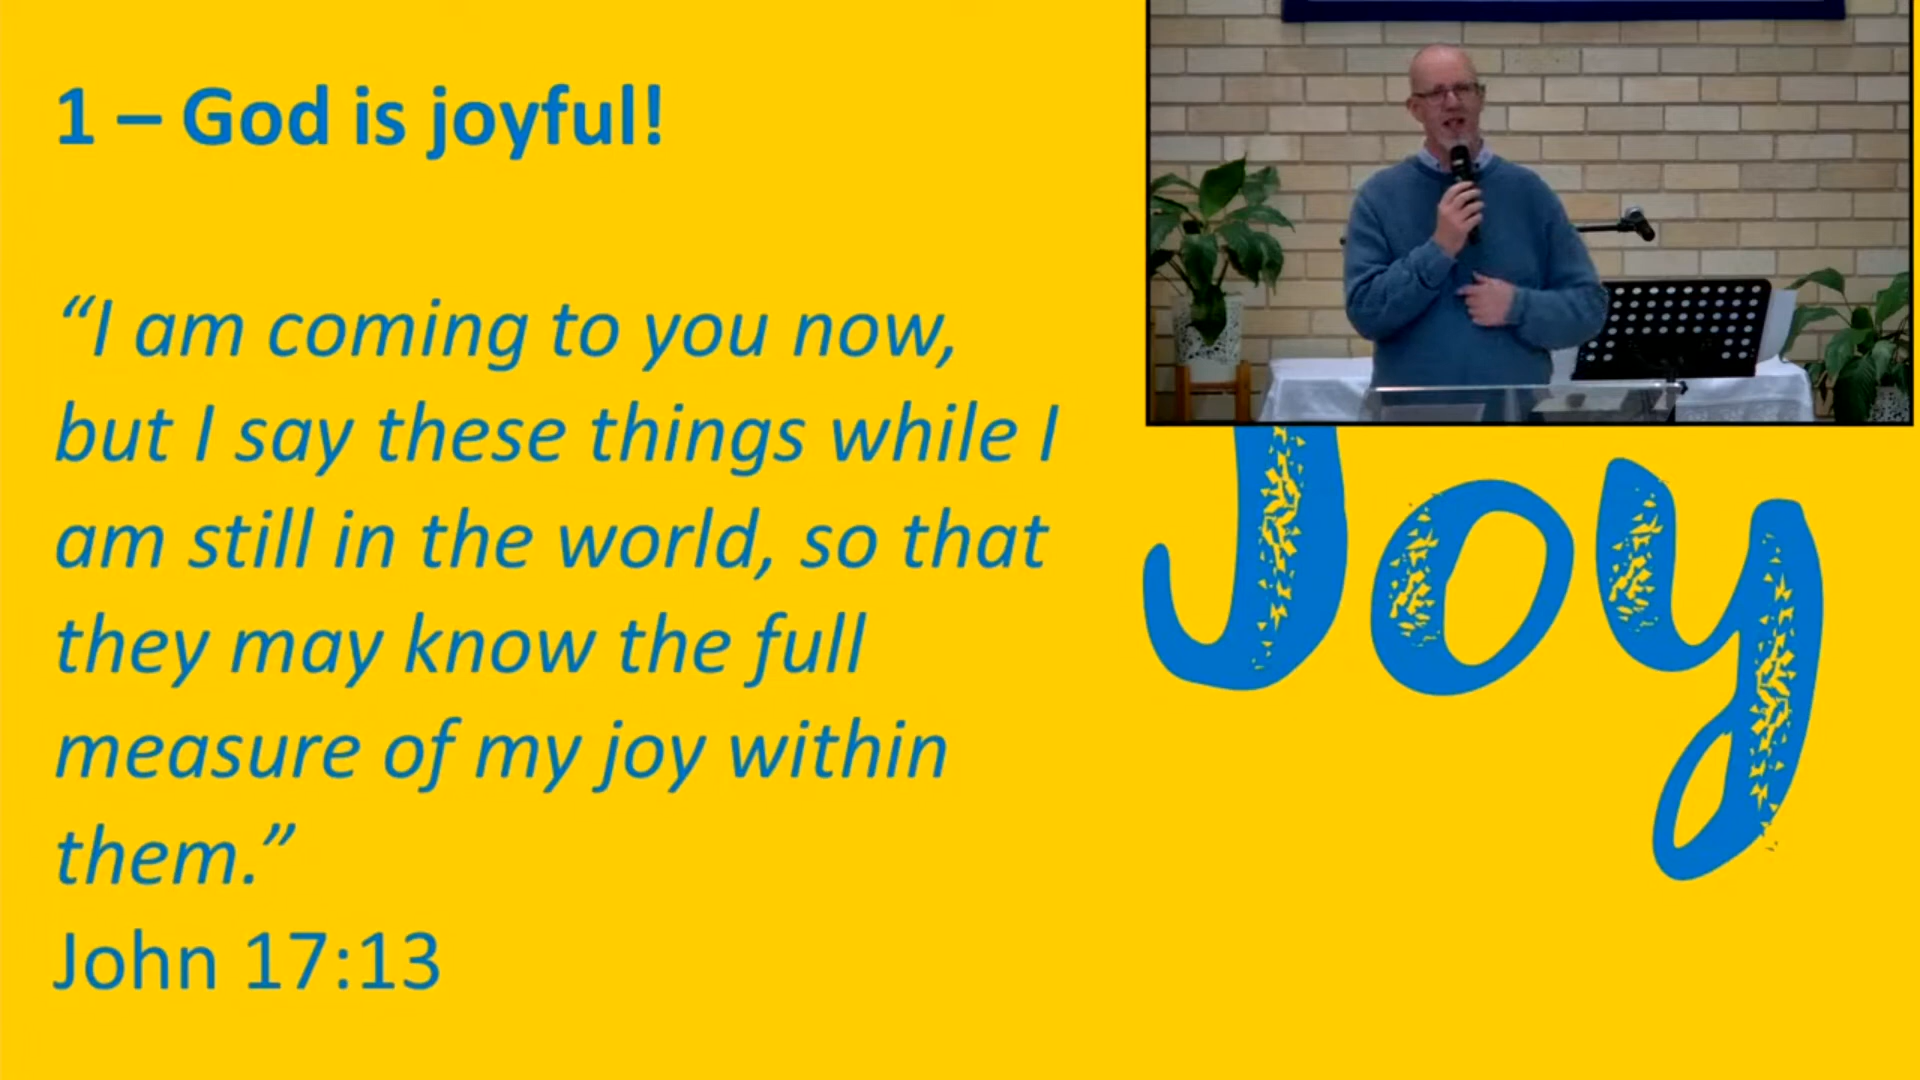 1 – God is joyful!
“I am coming to you now,
but I say these things while I
am still in the world, so that
they may know the full
measure of my joy within
them.”
John 17:13
Joy